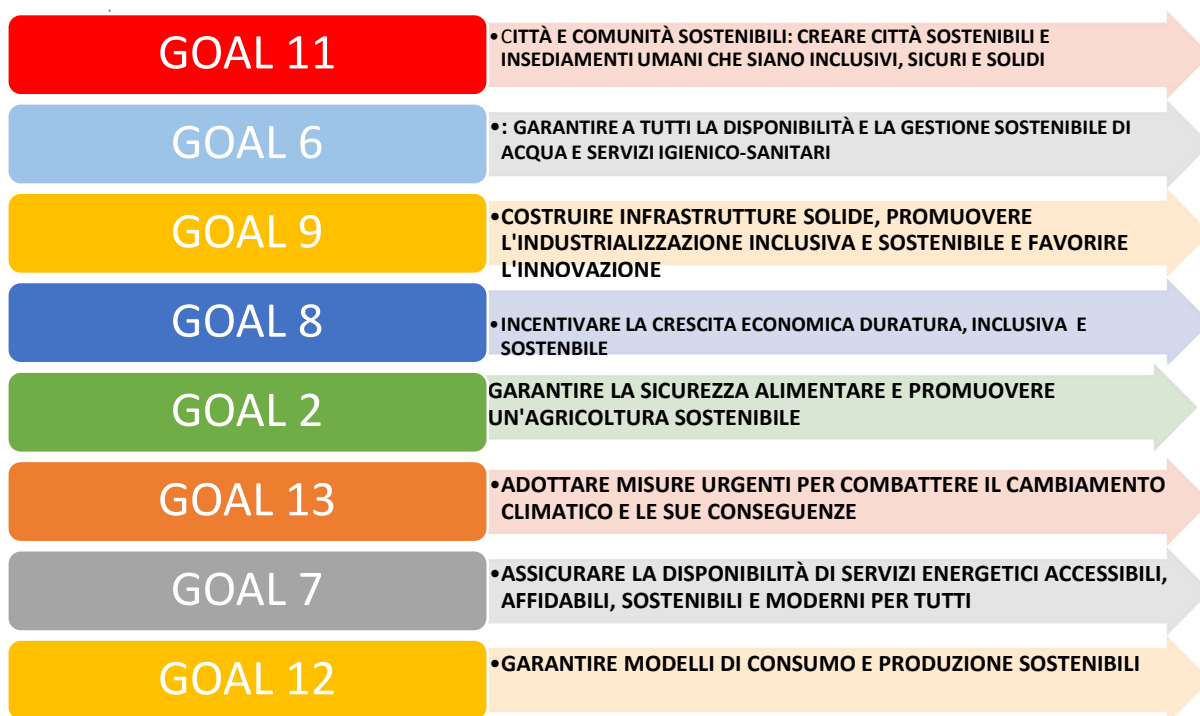 GOAL 11
•CITTÀ E COMUNITÀ SOSTENIBILI: CREARE CITTÀ SOSTENIBILI E
INSEDIAMENTI UMANI CHE SIANO INCLUSIVI, SICURI E SOLIDI
GOAL 6
•: GARANTIRE A TUTTI LA DISPONIBILITÀ E LA GESTIONE SOSTENIBILE DI
ACQUA E SERVIZI IGIENICO-SANITARI
GOAL 9
•COSTRUIRE INFRASTRUTTURE SOLIDE, PROMUOVERE
L'INDUSTRIALIZZAZIONE INCLUSIVA E SOSTENIBILE E FAVORIRE
L'INNOVAZIONE
GOAL 8
•INCENTIVARE LA CRESCITA ECONOMICA DURATURA, INCLUSIVA E
SOSTENBILE
GOAL 2
GARANTIRE LA SICUREZZA ALIMENTARE E PROMUOVERE
UN'AGRICOLTURA SOSTENIBILE
GOAL 13
•ADOTTARE MISURE URGENTI PER COMBATTERE IL CAMBIAMENTO
CLIMATICO E LE SUE CONSEGUENZE
GOAL 7
•ASSICURARE LA DISPONIBILITÀ DI SERVIZI ENERGETICI ACCESSIBILI,
AFFIDABILI, SOSTENIBILI E MODERNI PER TUTTI
GOAL 12
•GARANTIRE MODELLI DI CONSUMO E PRODUZIONE SOSTENIBILI